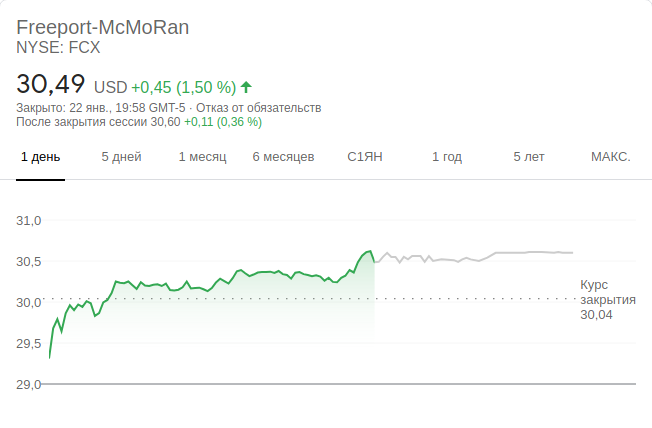 Freeport-McMoRan
NYSE: FCX
30,49 USD +0,45 (1,50 %)
Закрыто: 22 янв., 19:58 GMT-5 · Отказ от обязательств
После закрытия сессии 30,60 +0,11 (0,36 %)
1 день 5 дней 1 месяц 6 месяцев С1ЯН 1 год 5 лет МАКС.
31,0
30,5
30,0
29,5
29,0
Курс
закрытия
30,04